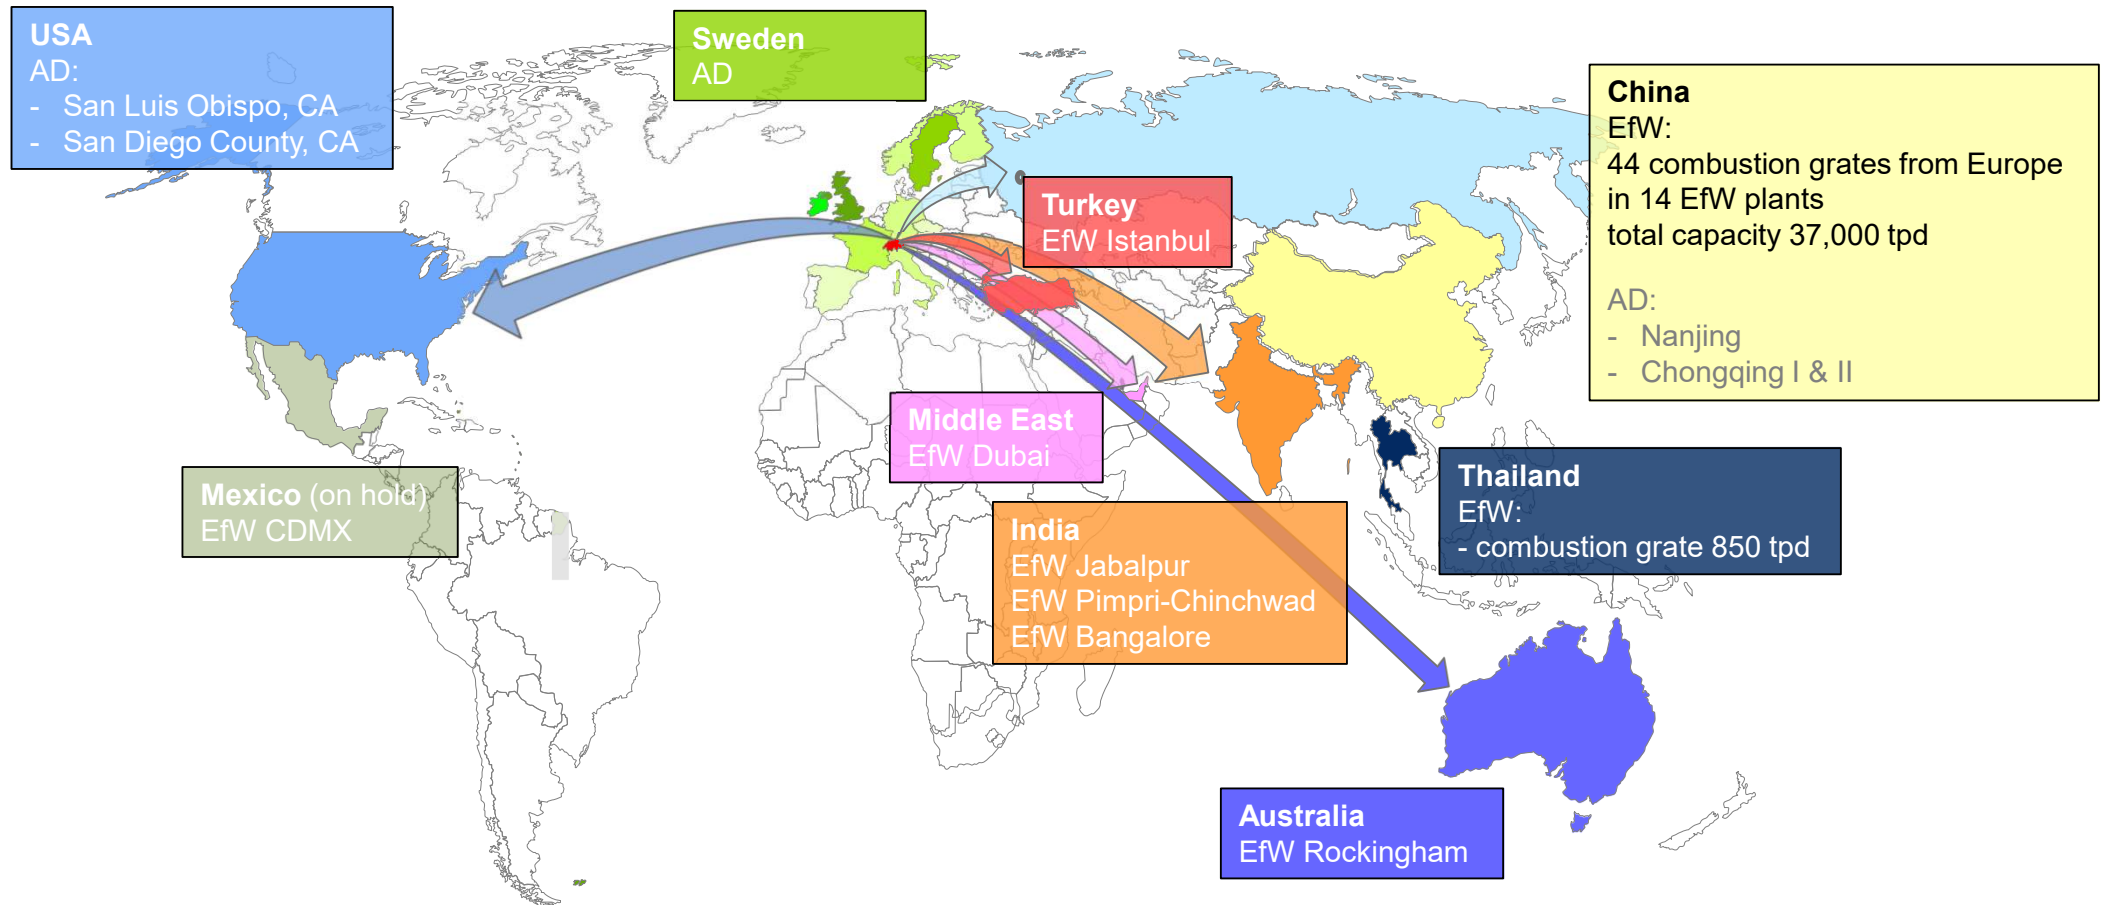 USA
AD:
- San Luis Obispo, CA
- San Diego County, CA
Sweden
AD
China
EfW:
44 combustion grates from Europe
in 14 EfW plants
total capacity 37,000 tpd
AD:
- Nanjing
- Chongqing I & II
Turkey
EfW Istanbul
Middle East
EfW Dubai
Mexico (on hold)
EfW CDMX
Thailand
EfW:
- combustion grate 850 tpd
India
EfW Jabalpur
EfW Pimpri-Chinchwad
EfW Bangalore
Australia
EfW Rockingham